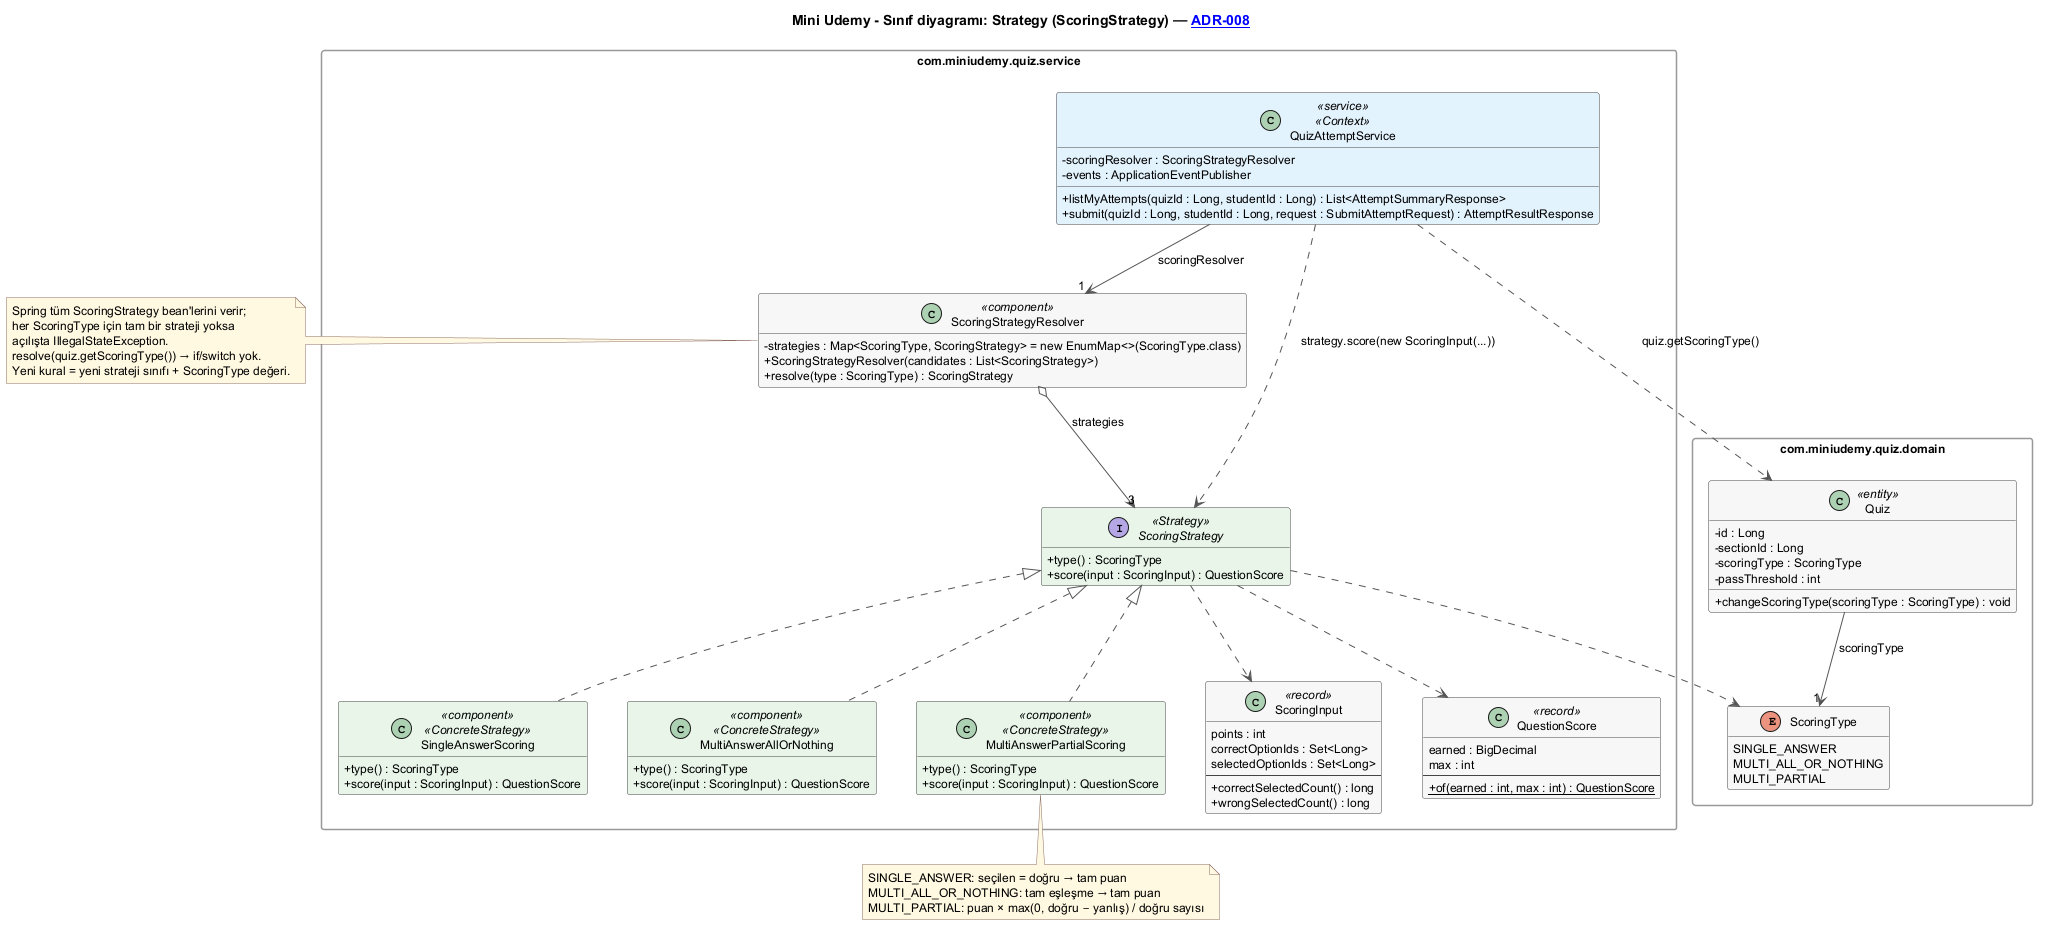 Mini Udemy - Sınıf diyagramı: Strategy (ScoringStrategy) — ADR-008
com.miniudemy.quiz.service
«service»
«Context»
C
QuizAttemptService
-scoringResolver : ScoringStrategyResolver
-events : ApplicationEventPublisher
+listMyAttempts(quizId : Long, studentId : Long) : List<AttemptSummaryResponse>
+submit(quizId : Long, studentId : Long, request : SubmitAttemptRequest) : AttemptResultResponse
scoringResolver
1
Spring tüm ScoringStrategy bean'lerini verir;
her ScoringType için tam bir strateji yoksa
açılışta IllegalStateException.
resolve(quiz.getScoringType()) → if/switch yok.
Yeni kural = yeni strateji sınıfı + ScoringType değeri.
«component»
C
ScoringStrategyResolver
-strategies : Map<ScoringType, ScoringStrategy> = new EnumMap<>(ScoringType.class)
+ScoringStrategyResolver(candidates : List<ScoringStrategy>)
+resolve(type : ScoringType) : ScoringStrategy
strategy.score(new ScoringInput(...))
quiz.getScoringType()
strategies
3
com.miniudemy.quiz.domain
«entity»
C
Quiz
-id : Long
-sectionId : Long
-scoringType : ScoringType
-passThreshold : int
+changeScoringType(scoringType : ScoringType) : void
scoringType
1
«Strategy»
I
ScoringStrategy
+type() : ScoringType
+score(input : ScoringInput) : QuestionScore
«component»
«ConcreteStrategy»
C
SingleAnswerScoring
+type() : ScoringType
+score(input : ScoringInput) : QuestionScore
«component»
«ConcreteStrategy»
C
MultiAnswerAllOrNothing
+type() : ScoringType
+score(input : ScoringInput) : QuestionScore
«component»
«ConcreteStrategy»
C
MultiAnswerPartialScoring
+type() : ScoringType
+score(input : ScoringInput) : QuestionScore
«record»
C
ScoringInput
points : int
correctOptionIds : Set<Long>
selectedOptionIds : Set<Long>
+correctSelectedCount() : long
+wrongSelectedCount() : long
«record»
C
QuestionScore
earned : BigDecimal
max : int
+of(earned : int, max : int) : QuestionScore
E
ScoringType
SINGLE_ANSWER
MULTI_ALL_OR_NOTHING
MULTI_PARTIAL
SINGLE_ANSWER: seçilen = doğru → tam puan
MULTI_ALL_OR_NOTHING: tam eşleşme → tam puan
MULTI_PARTIAL: puan × max(0, doğru − yanlış) / doğru sayısı